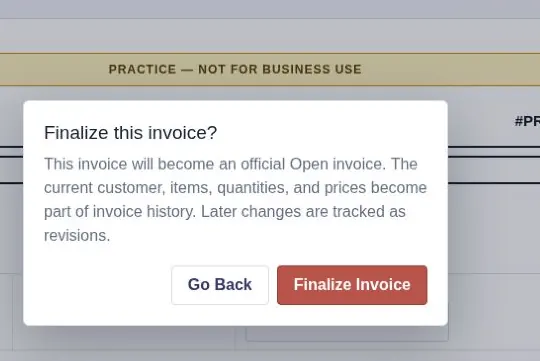 PRACTICE — NOT FOR BUSINESS USE
#PR
Finalize this invoice?
This invoice will become an official Open invoice. The
current customer, items, quantities, and prices become
part of invoice history. Later changes are tracked as
revisions.
Go Back
Finalize Invoice